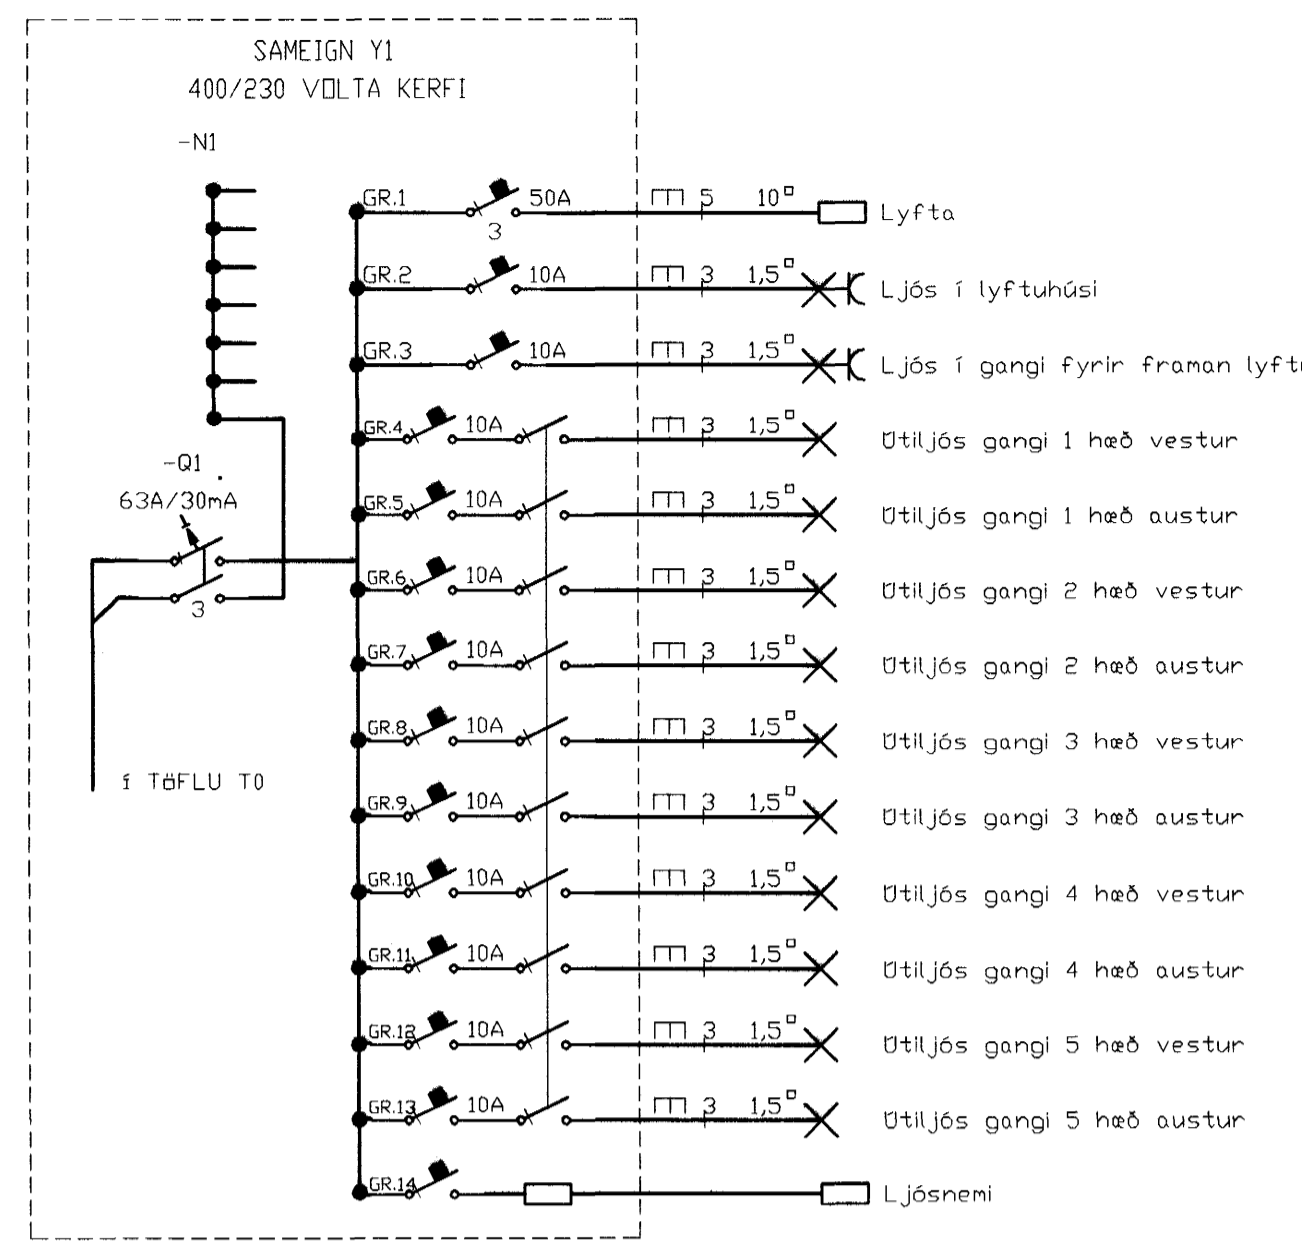 SAMEIGN Y1
400/230 VOLTA KERFI
-N1
GR.1 50A 5 10▫ Lyfta
3
GR.2 10A 3 1,5▫ Ljós í lyftuhúsi
GR.3 10A 3 1,5▫ Ljós í gangi fyrir framan
GR.4 10A 3 1,5▫ Útiljós gangi 1 hæð vestur
-Q1
63A/30mA
GR.5 10A 3 1,5▫ Útiljós gangi 1 hæð austur
GR.6 10A 3 1,5▫ Útiljós gangi 2 hæð vestur
3
GR.7 10A 3 1,5▫ Útiljós gangi 2 hæð austur
GR.8 10A 3 1,5▫ Útiljós gangi 3 hæð vestur
Í TÖFLU T0
GR.9 10A 3 1,5▫ Útiljós gangi 3 hæð austur
GR.10 10A 3 1,5▫ Útiljós gangi 4 hæð vestur
GR.11 10A 3 1,5▫ Útiljós gangi 4 hæð austur
GR.12 10A 3 1,5▫ Útiljós gangi 5 hæð vestur
GR.13 10A 3 1,5▫ Útiljós gangi 5 hæð austur
GR.14 Ljósnemi